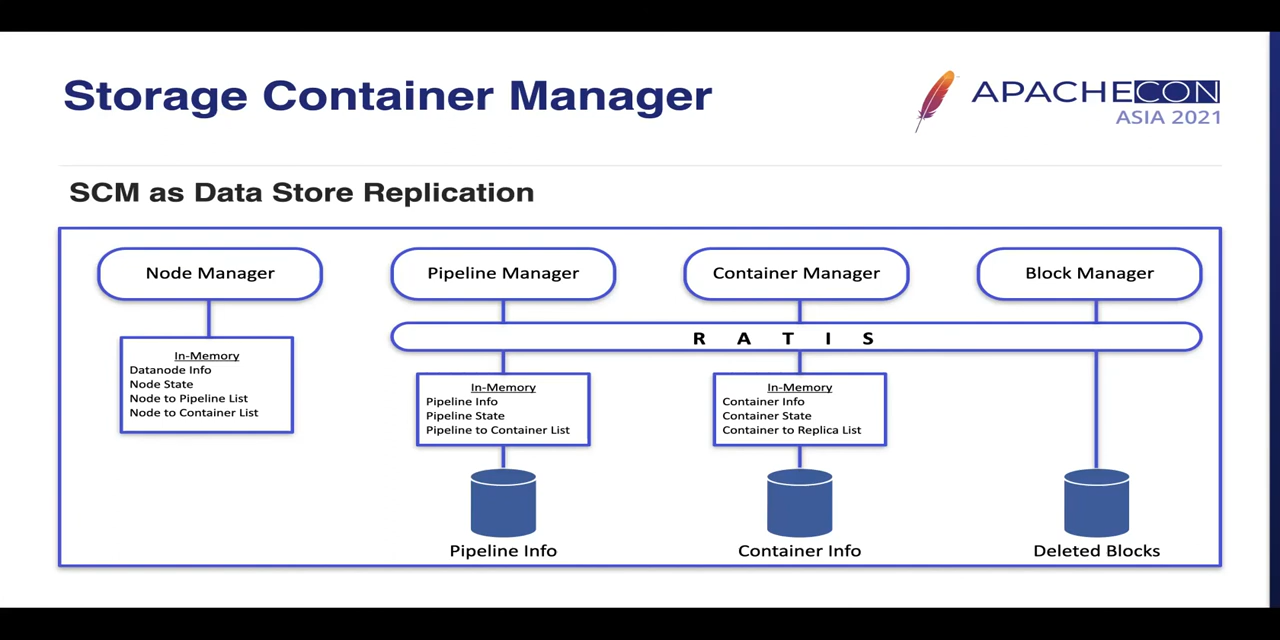 Storage Container Manager
APACHECON
ASIA 2021
SCM as Data Store Replication
Node Manager
Pipeline Manager
Container Manager
Block Manager
R A T I S
In-Memory
Datanode Info
Node State
Node to Pipeline List
Node to Container List
In-Memory
Pipeline Info
Pipeline State
Pipeline to Container List
In-Memory
Container Info
Container State
Container to Replica List
Pipeline Info
Container Info
Deleted Blocks